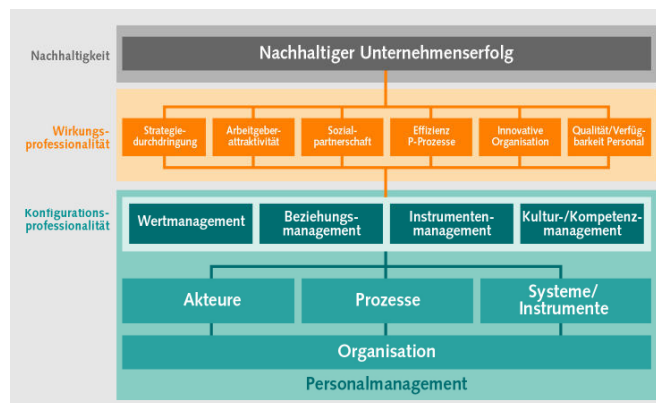 Nachhaltigkeit
Nachhaltiger Unternehmenserfolg
Wirkungs-
professionalität
Strategie-
durchdringung
Arbeitgeber-
attraktivität
Sozial-
partnerschaft
Effizienz
P-Prozesse
Innovative
Organisation
Qualität/Verfüg-
barkeit Personal
Konfigurations-
professionalität
Wertmanagement
Beziehungs-
management
Instrumenten-
management
Kultur-/Kompetenz-
management
Akteure
Prozesse
Systeme/
Instrumente
Organisation
Personalmanagement